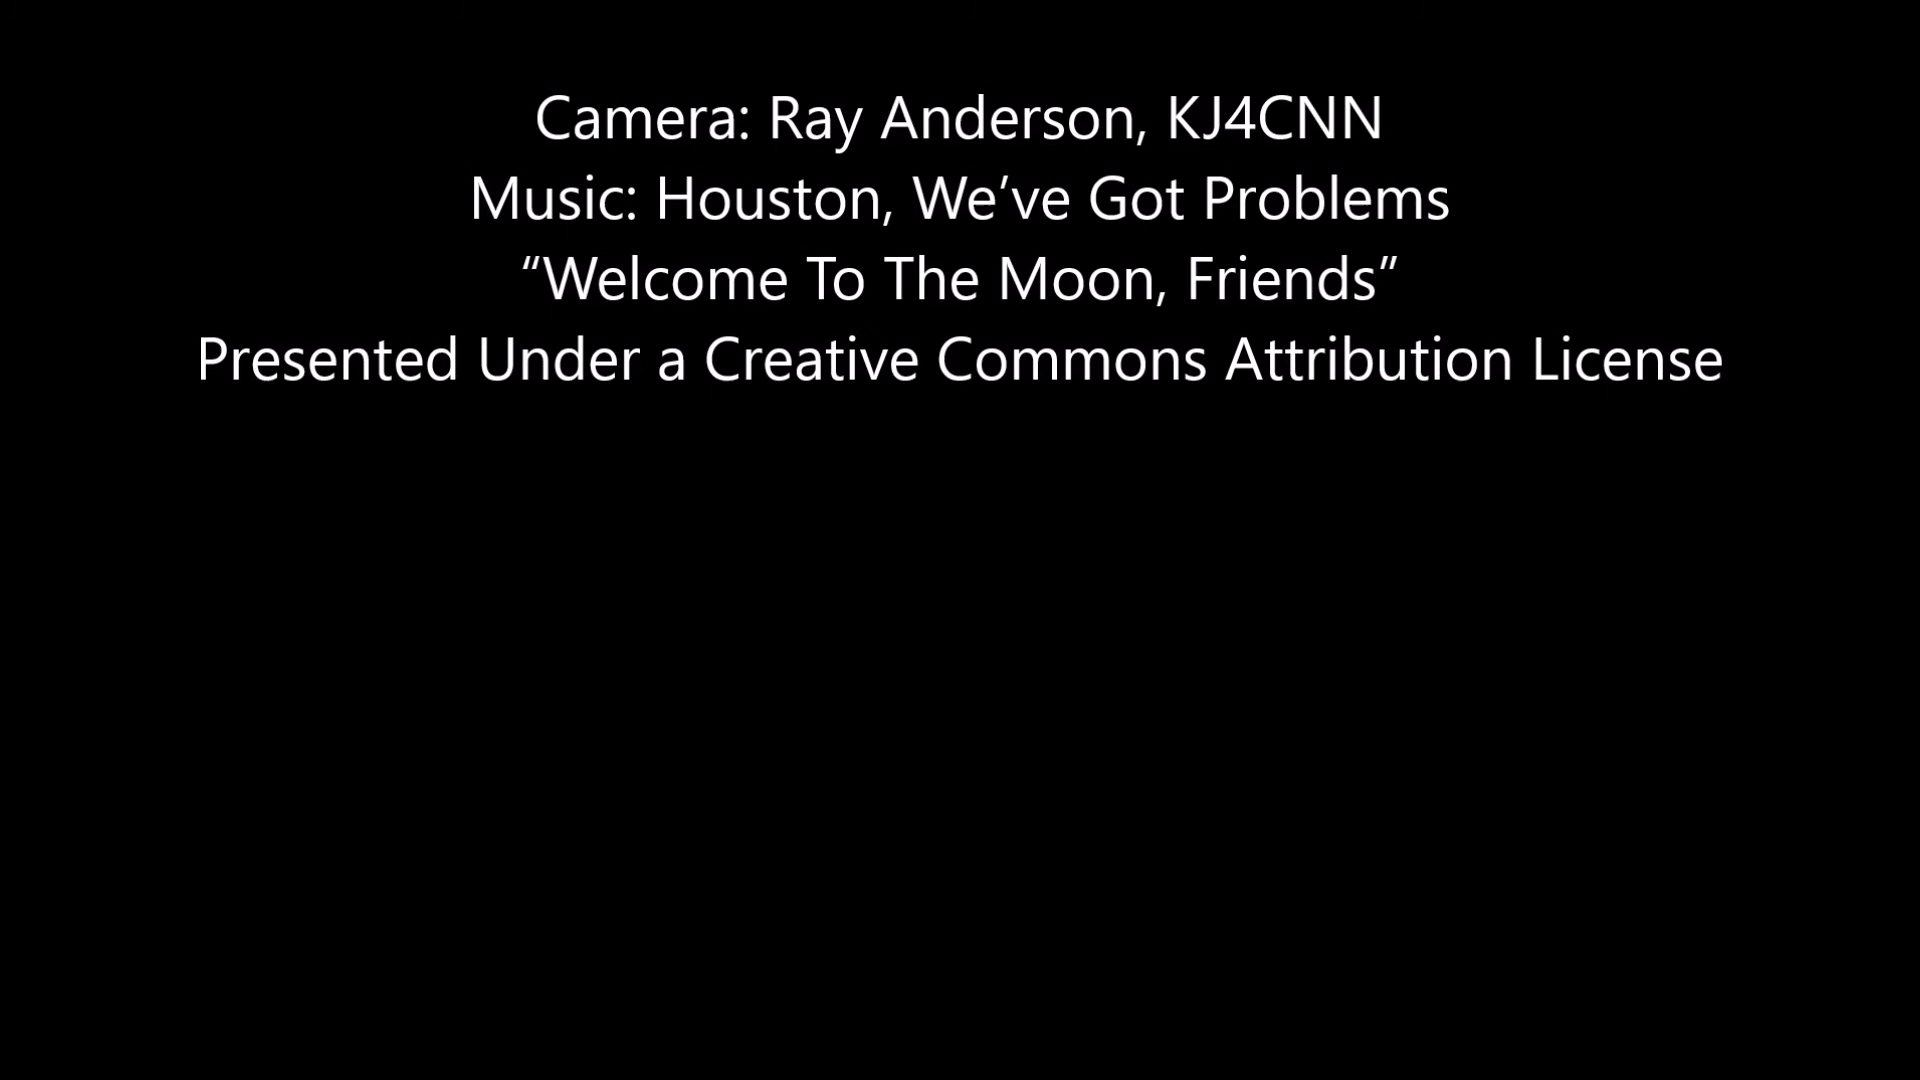 Camera: Ray Anderson, KJ4CNN
Music: Houston, We’ve Got Problems
“Welcome To The Moon, Friends”
Presented Under a Creative Commons Attribution License